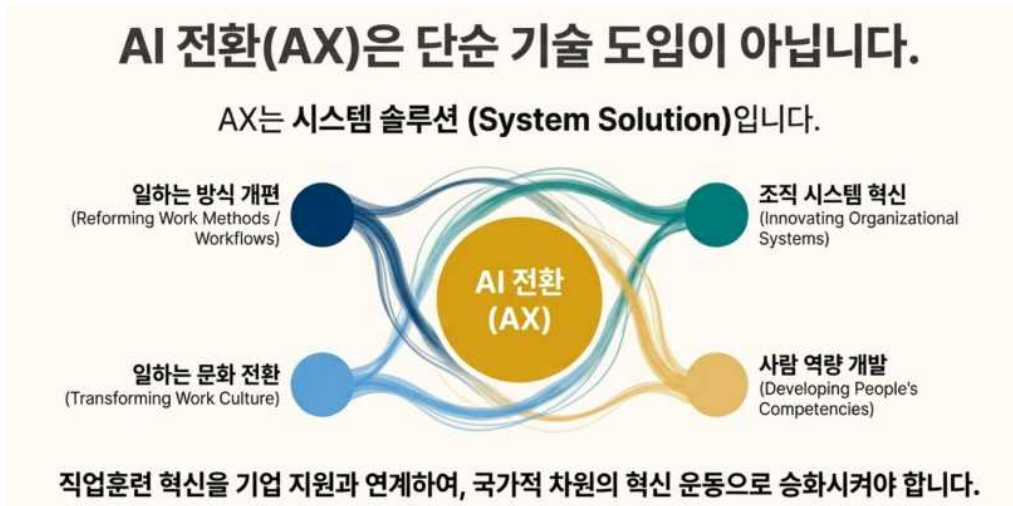 AI 전환(AX)은 단순 기술 도입이 아닙니다.
AX는 시스템 솔루션 (System Solution)입니다.
일하는 방식 개편
(Reforming Work Methods /
Workflows)
조직 시스템 혁신
(Innovating Organizational
Systems)
AI 전환
(AX)
일하는 문화 전환
(Transforming Work Culture)
사람 역량 개발
(Developing People's
Competencies)
직업훈련 혁신을 기업 지원과 연계하여, 국가적 차원의 혁신 운동으로 승화시켜야 합니다.